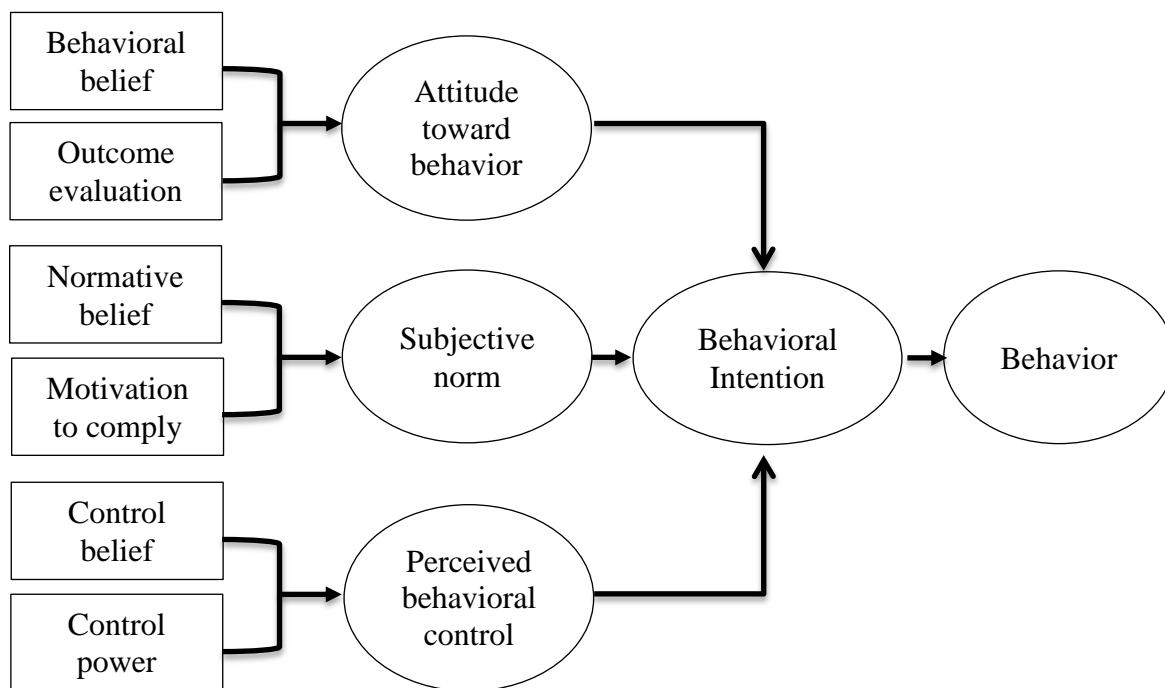 Behavioral
belief
Outcome
evaluation
Attitude
toward
behavior
Normative
belief
Motivation
to comply
Subjective
norm
Behavioral
Intention
Behavior
Control
belief
Control
power
Perceived
behavioral
control